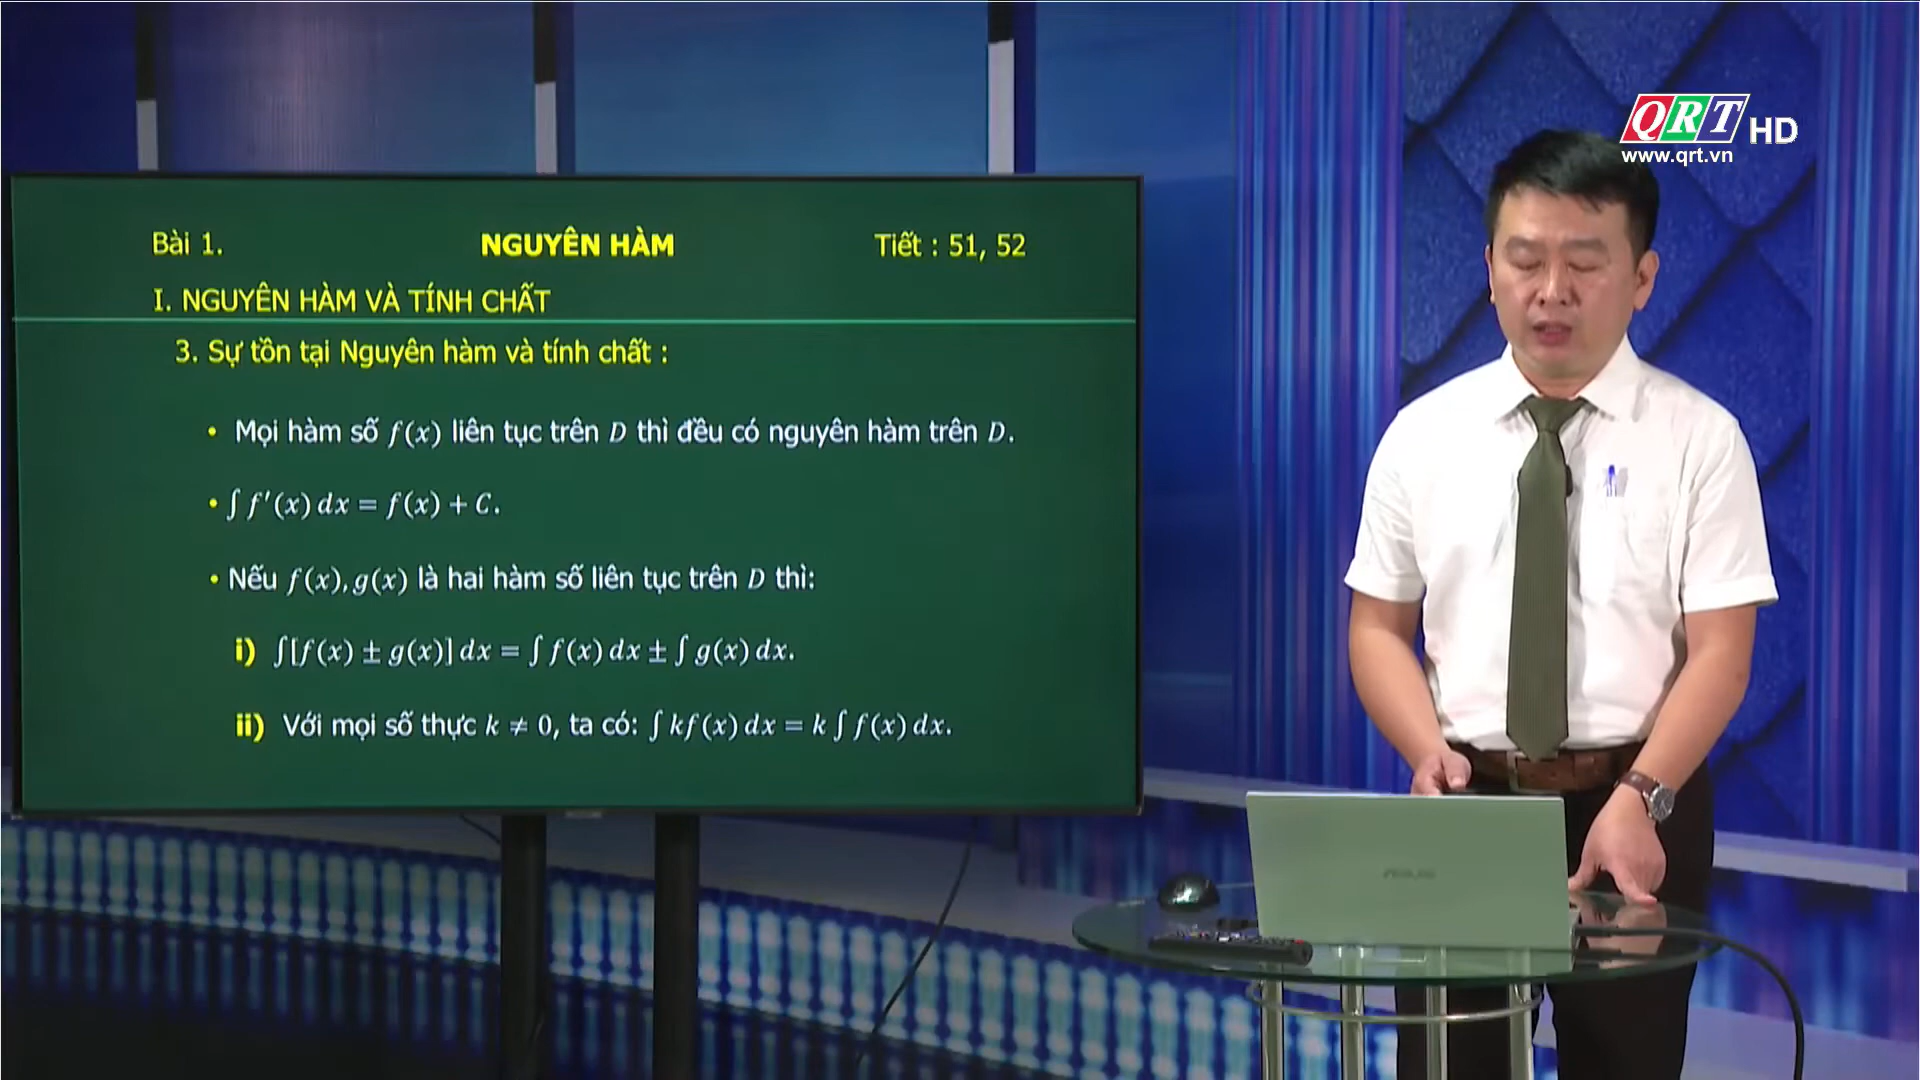 QRT HD
www.qrt.vn
Bài 1. NGUYÊN HÀM Tiết : 51, 52
I. NGUYÊN HÀM VÀ TÍNH CHẤT
3. Sự tồn tại Nguyên hàm và tính chất :
• Mọi hàm số f(x) liên tục trên D thì đều có nguyên hàm trên D.
• ∫ f′(x) dx = f(x) + C.
• Nếu f(x), g(x) là hai hàm số liên tục trên D thì:
i) ∫[f(x) ± g(x)] dx = ∫ f(x) dx ± ∫ g(x) dx.
ii) Với mọi số thực k ≠ 0, ta có: ∫ kf(x) dx = k ∫ f(x) dx.
ASUS